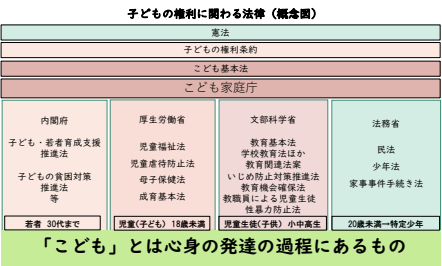 子どもの権利に関わる法律（概念図）
憲法
子どもの権利条約
こども基本法
こども家庭庁
内閣府
子ども・若者育成支援
推進法
子どもの貧困対策
推進法
等
若者 30代まで
厚生労働省
児童福祉法
児童虐待防止法
母子保健法
成育基本法
児童(子ども) 18歳未満
文部科学省
教育基本法
学校教育法ほか
教育関連法案
いじめ防止対策推進法
教育機会確保法
教職員による児童生徒
性暴力防止法
児童生徒(子供) 小中高生
法務省
民法
少年法
家事事件手続き法
20歳未満→特定少年
「こども」とは心身の発達の過程にあるもの